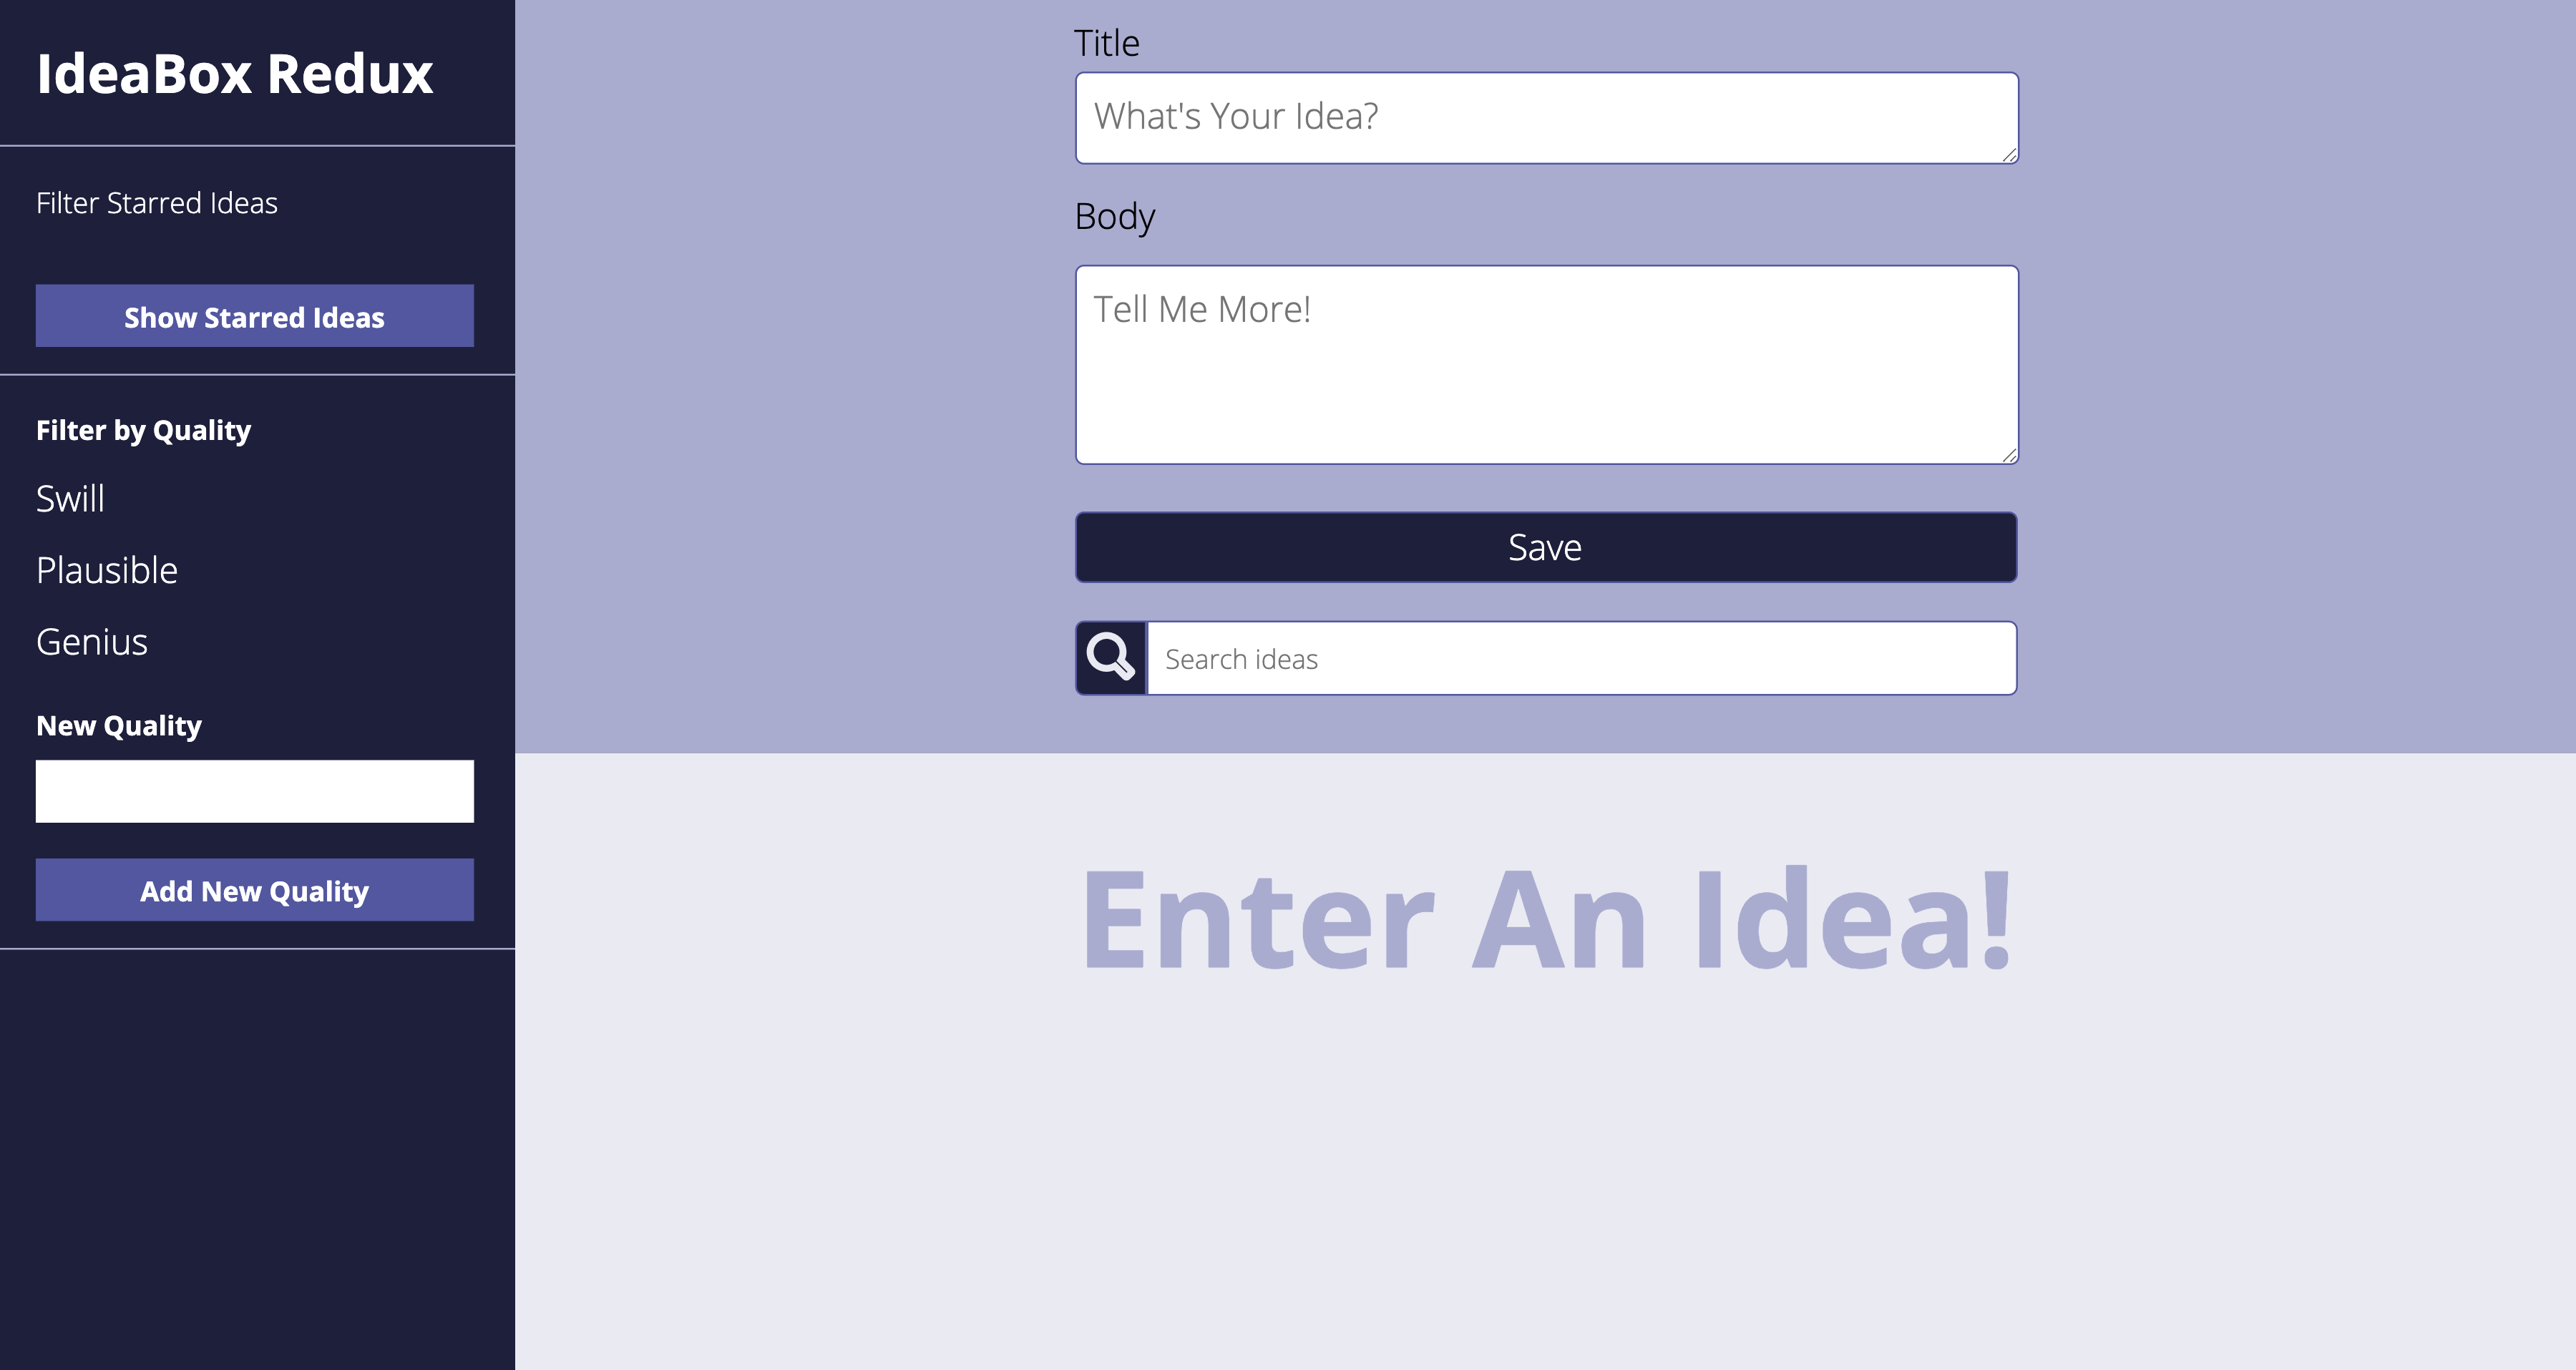 IdeaBox Redux
Filter Starred Ideas
Show Starred Ideas
Filter by Quality
Swill
Plausible
Genius
New Quality
Add New Quality
Title
What's Your Idea?
Body
Tell Me More!
Save
Search ideas
Enter An Idea!